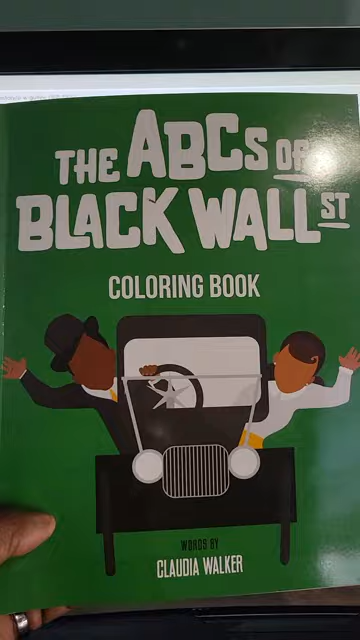 THE ABCS OF
BLACK WALL ST
COLORING BOOK
WORDS BY
CLAUDIA WALKER